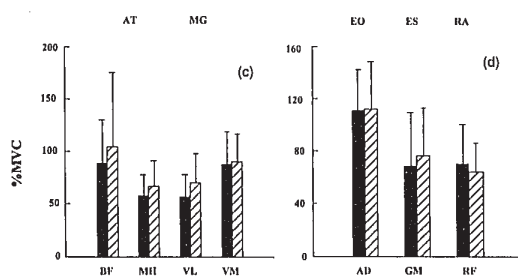 AT MG
EO ES RA
200
150
100
50
0
%MVC
(c)
BF MH VL VM
160
120
80
60
0
(d)
AD GM RF